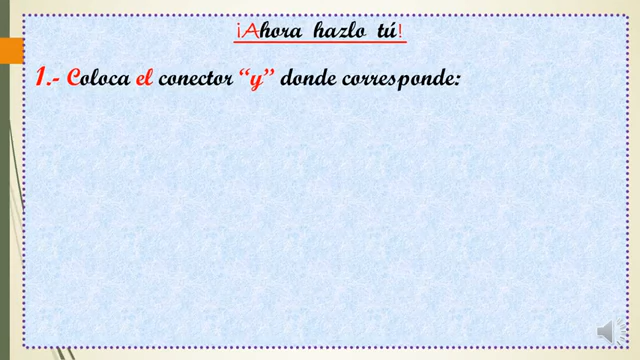 ¡Ahora hazlo tú!
1.- Coloca el conector “y” donde corresponde: